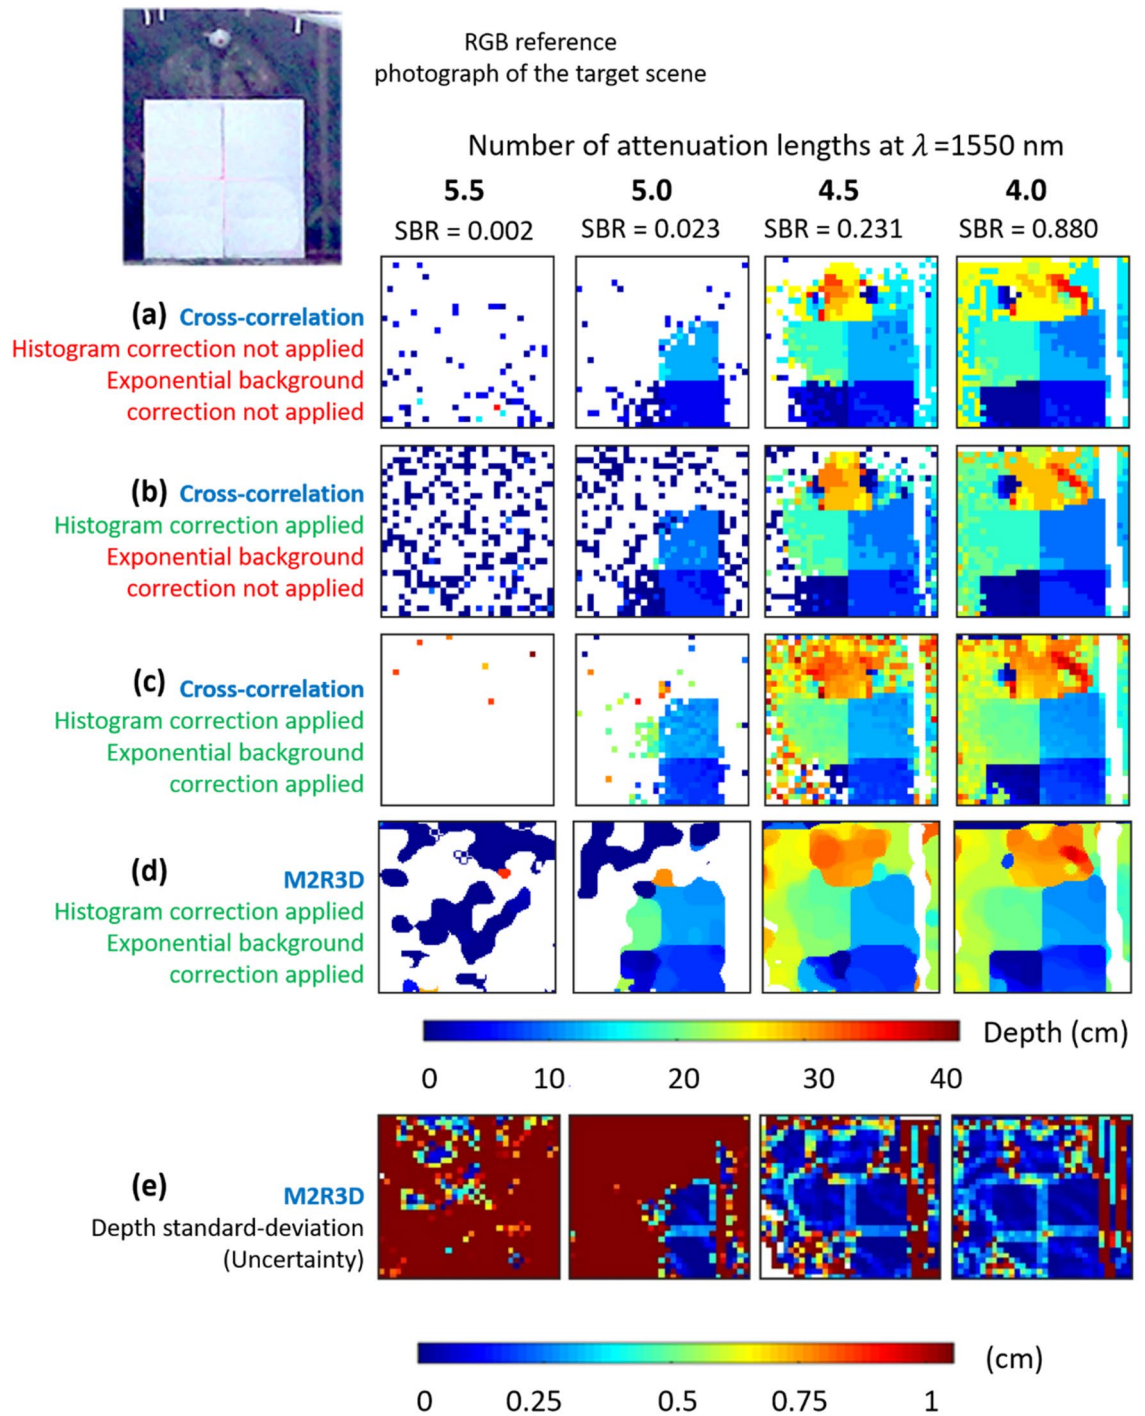 RGB reference
photograph of the target scene
Number of attenuation lengths at λ =1550 nm
5.5 5.0 4.5 4.0
SBR = 0.002 SBR = 0.023 SBR = 0.231 SBR = 0.880
(a) Cross-correlation
Histogram correction not applied
Exponential background
correction not applied
(b) Cross-correlation
Histogram correction applied
Exponential background
correction not applied
(c) Cross-correlation
Histogram correction applied
Exponential background
correction applied
(d) M2R3D
Histogram correction applied
Exponential background
correction applied
Depth (cm)
0 10 20 30 40
(e) M2R3D
Depth standard-deviation
(Uncertainty)
(cm)
0 0.25 0.5 0.75 1